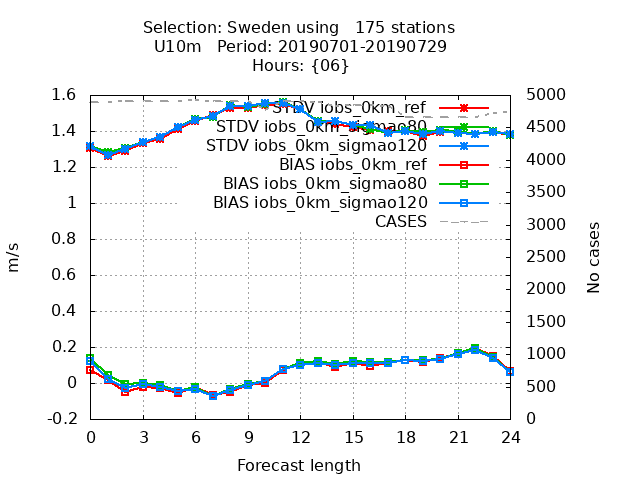 Selection: Sweden using   175 stations
U10m   Period: 20190701-20190729
Hours: {06}
1.6
1.4
1.2
1
0.8
0.6
0.4
0.2
0
-0.2
m/s
STDV iobs_0km_ref
STDV iobs_0km_sigmao80
STDV iobs_0km_sigmao120
BIAS iobs_0km_ref
BIAS iobs_0km_sigmao80
BIAS iobs_0km_sigmao120
CASES
5000
4500
4000
3500
3000
2500
2000
1500
1000
500
0
No cases
0 3 6 9 12 15 18 21 24
Forecast length